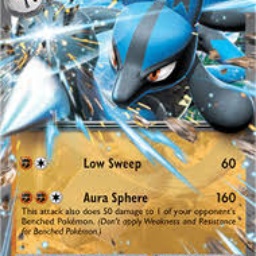 Low Sweep 60
Aura Sphere 160
This attack also does 50 damage to 1 of your opponent's
Benched Pokémon. (Don't apply Weakness and Resistance
for Benched Pokémon.)